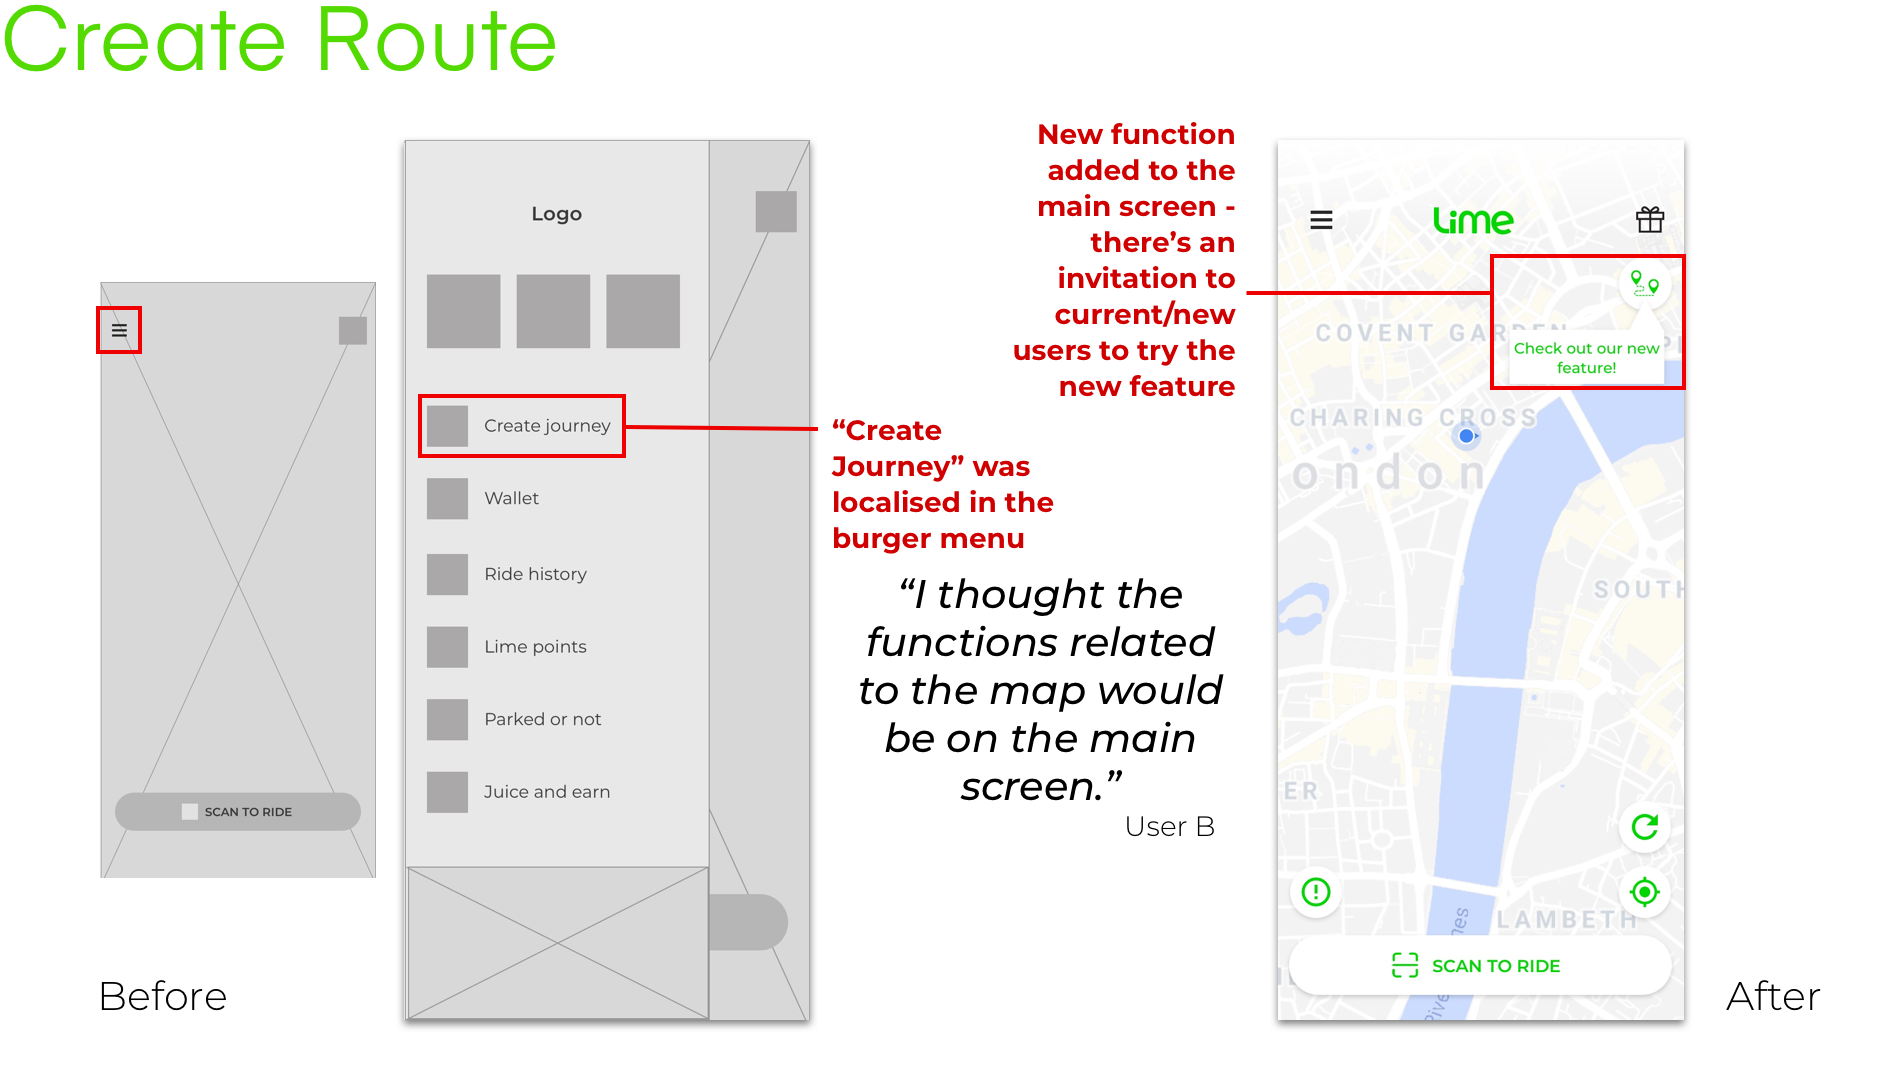 Create Route
SCAN TO RIDE
Logo
Create journey
Wallet
Ride history
Lime points
Parked or not
Juice and earn
“Create
Journey” was
localised in the
burger menu
“I thought the
functions related
to the map would
be on the main
screen.”
User B
New function
added to the
main screen -
there’s an
invitation to
current/new
users to try the
new feature
Lime
COVENT GARDEN
Check out our new
feature!
CHARING CROSS
ondon
SOUTH
ER
LAMBETH
SCAN TO RIDE
Before
After